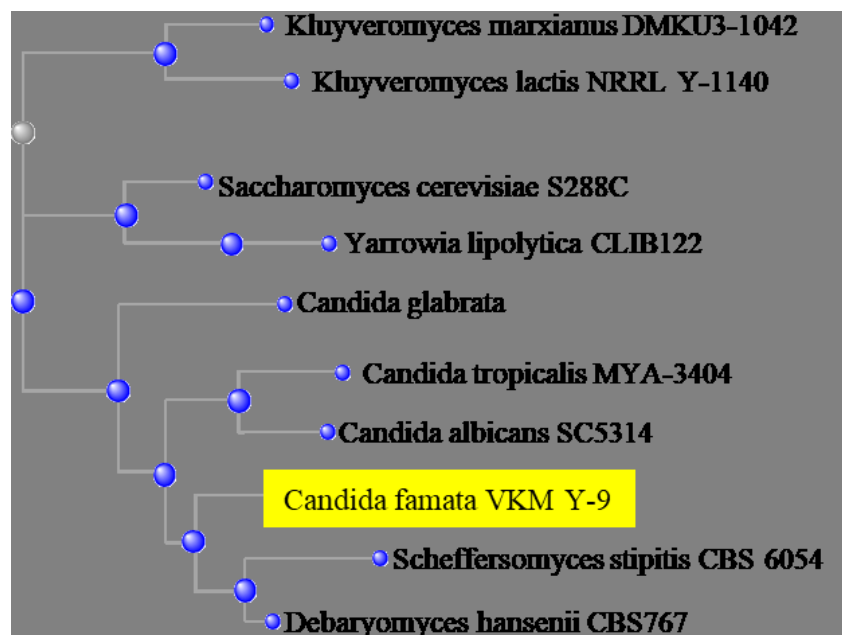 Kluyveromyces marxianus DMKU3-1042
Kluyveromyces lactis NRRL Y-1140
Saccharomyces cerevisiae S288C
Yarrowia lipolytica CLIB122
Candida glabrata
Candida tropicalis MYA-3404
Candida albicans SC5314
Candida famata VKM Y-9
Scheffersomyces stipitis CBS 6054
Debaryomyces hansenii CBS767